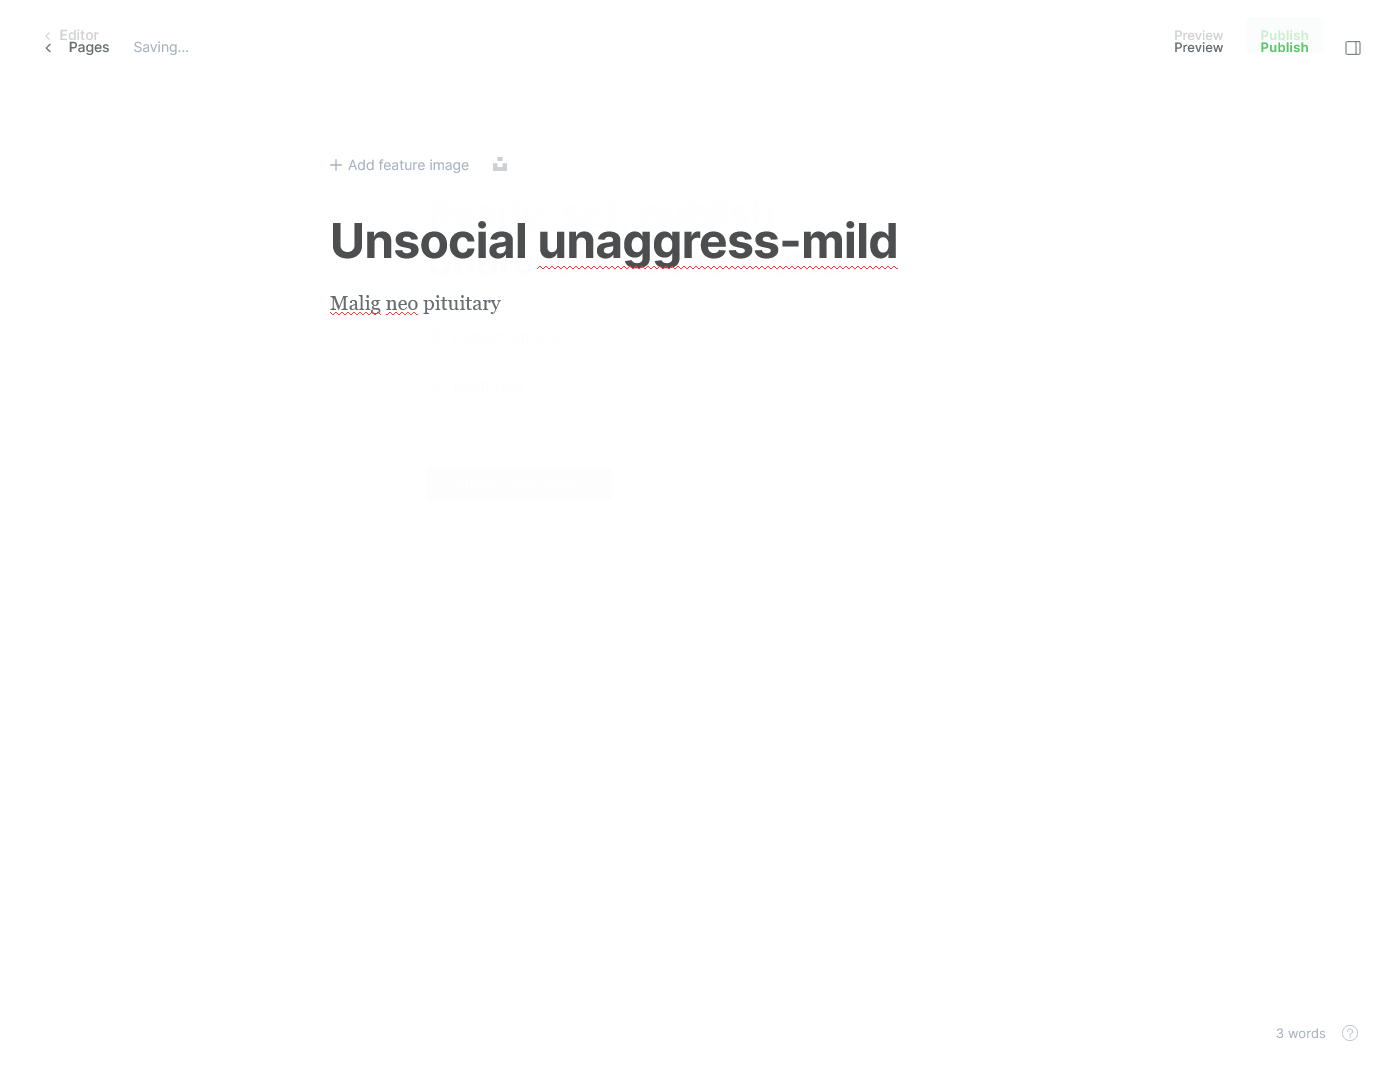 Editor
Pages Saving...
Preview Publish
Preview Publish
Add feature image
Unsocial unaggress-mild
Malig neo pituitary
3 words